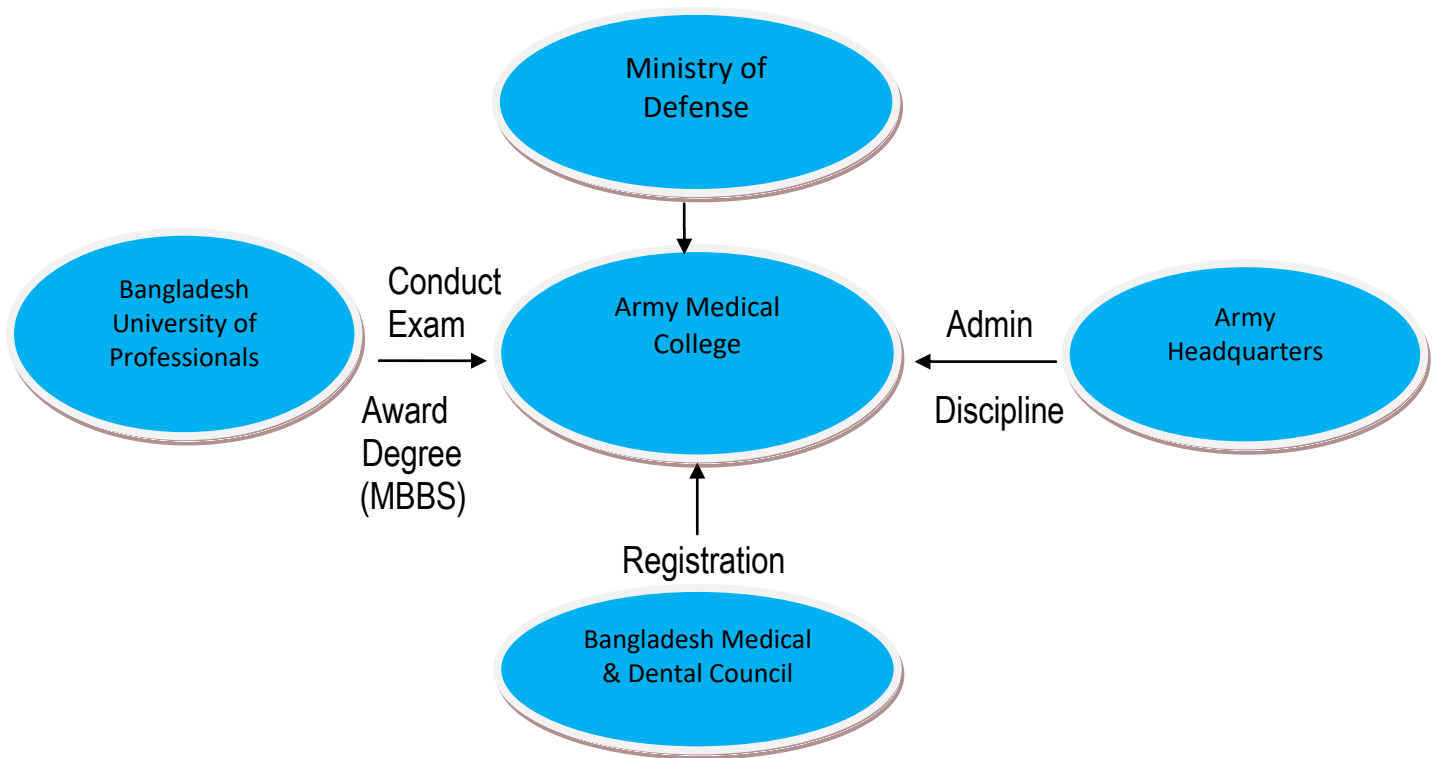 Ministry of
Defense
Bangladesh
University of
Professionals
Conduct
Exam
Award
Degree
(MBBS)
Army Medical
College
Admin
Discipline
Army
Headquarters
Registration
Bangladesh Medical
& Dental Council